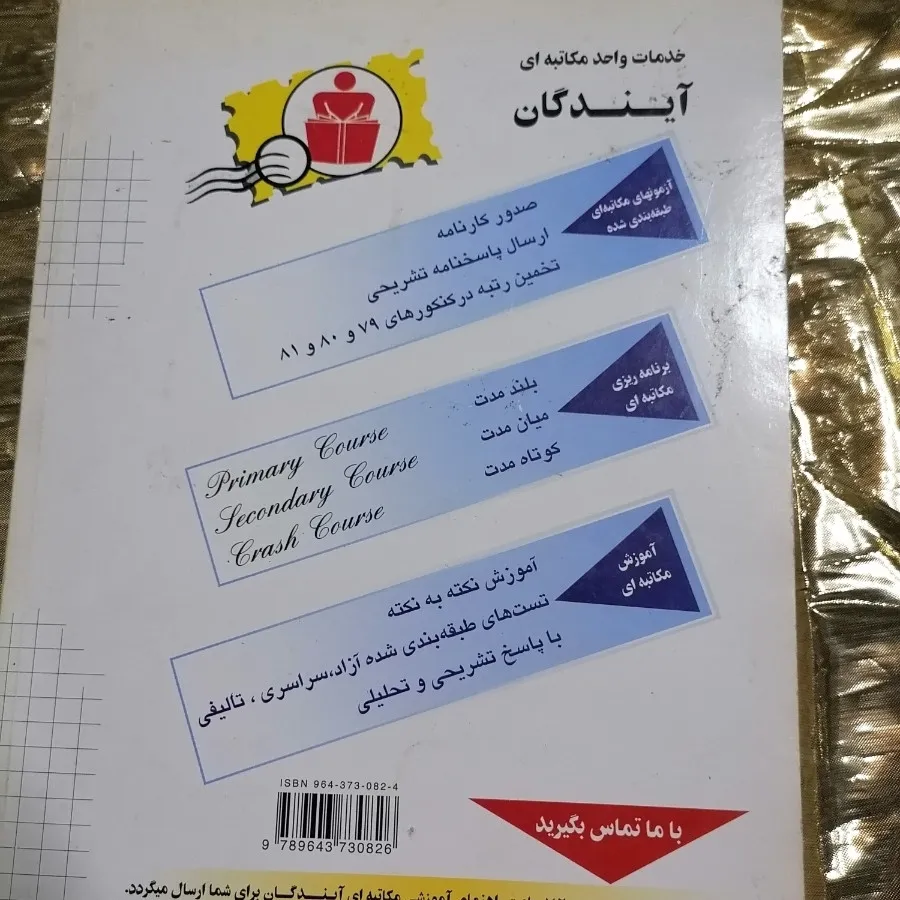 خدمات واحد مکاتبه ای
آیـنـدگان
آزمونهای مکاتبه‌ای
طبقه‌بندی شده
صدور کارنامه
ارسال پاسخنامه تشریحی
تخمین رتبه درکنکورهای ۷۹ و ۸۰ و ۸۱
برنامه ریزی
مکاتبه ای
بلند مدت
Primary Course
میان مدت
Secondary Course
کوتاه مدت
Crash Course
آموزش
مکاتبه ای
آموزش نکته به نکته
تست‌های طبقه‌بندی شده آزاد،سراسری ، تالیفی
با پاسخ تشریحی و تحلیلی
ISBN 964-373-082-4
9 789643 730826
با ما تماس بگیرید
آموزشی مکاتبه ای آیـنـدگـان برای شما ارسال میگردد.